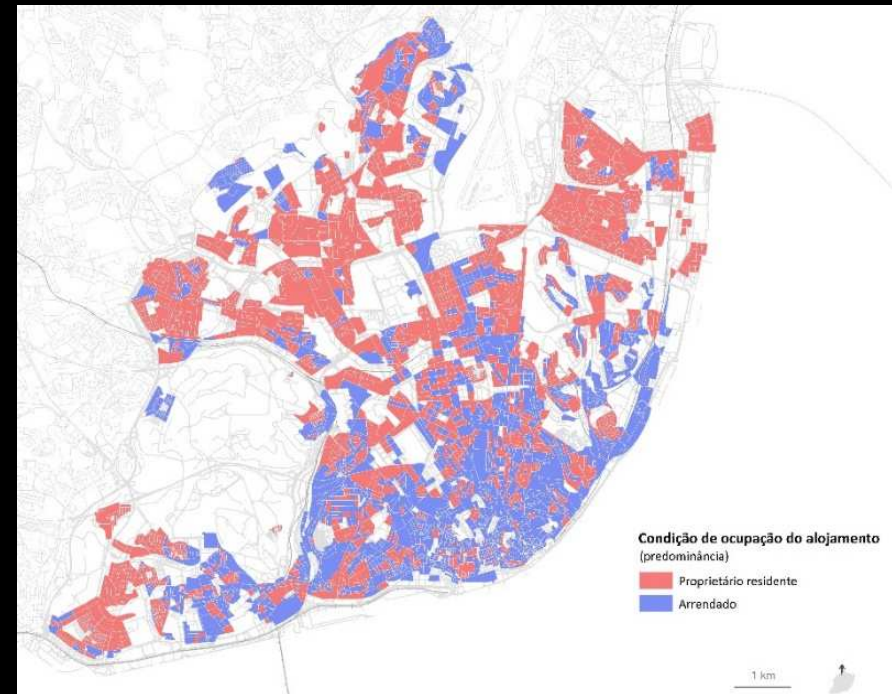 Condição de ocupação do alojamento
(predominância)
Proprietário residente
Arrendado
1 km